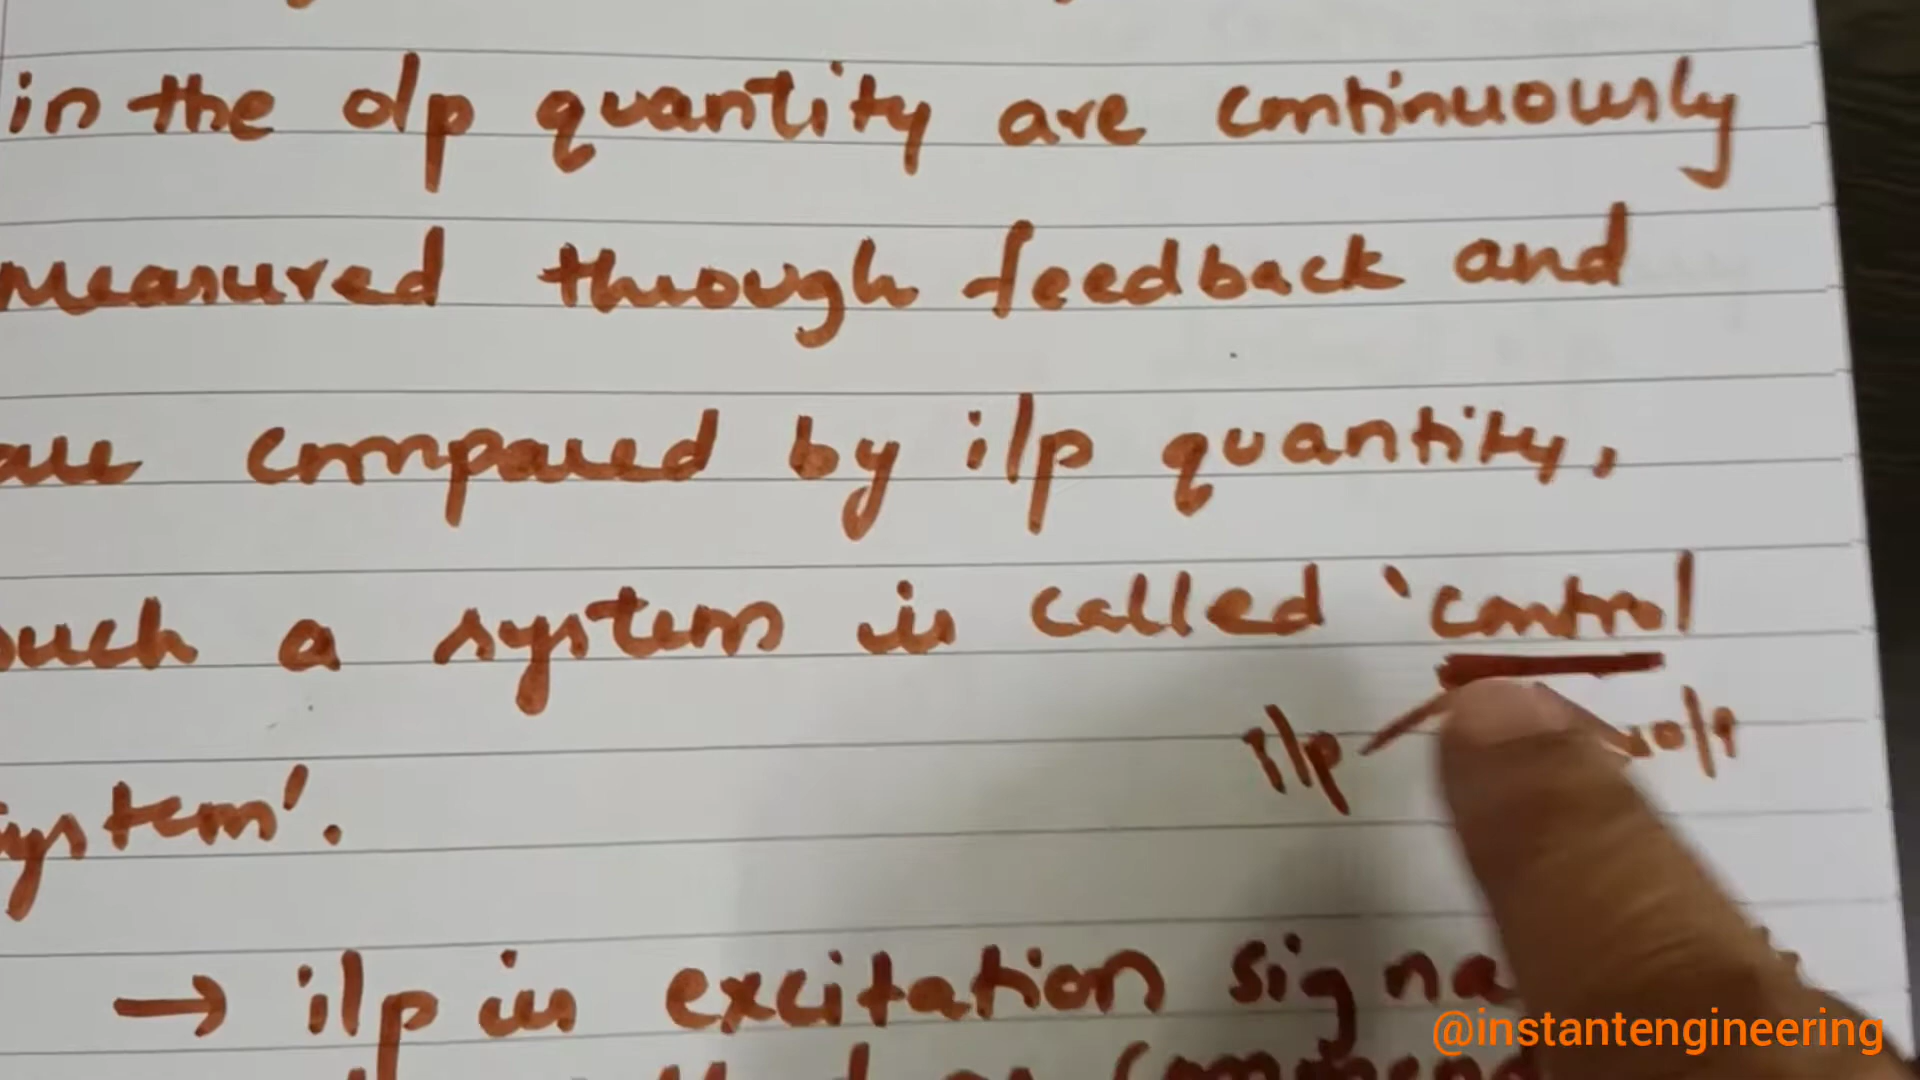 in the o/p quantity are continuously
measured through feedback and
are compared by i/p quantity,
such a system is called 'control
i/p o/p
system'.
→ i/p is excitation
@instantengineering